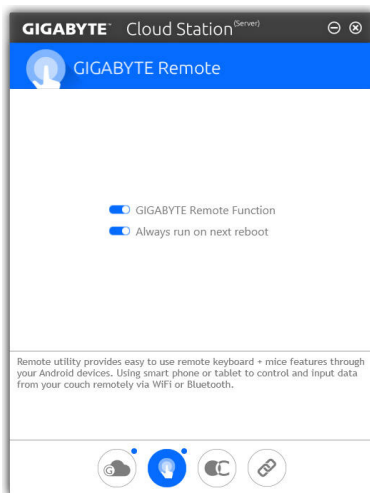 GIGABYTE™ Cloud Station (Server)
GIGABYTE Remote
GIGABYTE Remote Function
Always run on next reboot
Remote utility provides easy to use remote keyboard + mice features through
your Android devices. Using smart phone or tablet to control and input data
from your couch remotely via WiFi or Bluetooth.
G